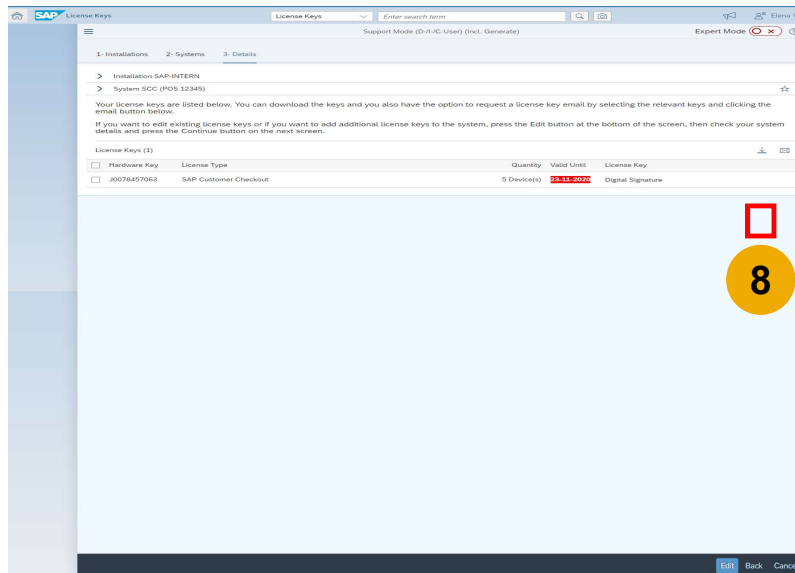 SAP License Keys License Keys Enter search term Elena
Support Mode (D-/I-/C-User) (Incl. Generate) Expert Mode
1- Installations 2- Systems 3- Details
Installation SAP-INTERN
System SCC (POS 12345)
Your license keys are listed below. You can download the keys and you also have the option to request a license key email by selecting the relevant keys and clicking the
email button below.
If you want to edit existing license keys or if you want to add additional license keys to the system, press the Edit button at the bottom of the screen, then check your system
details and press the Continue button on the next screen.
License Keys (1)
Hardware Key License Type Quantity Valid Until License Key
J0078457063 SAP Customer Checkout 5 Device(s) 23-11-2020 Digital Signature
8
Edit Back Cance